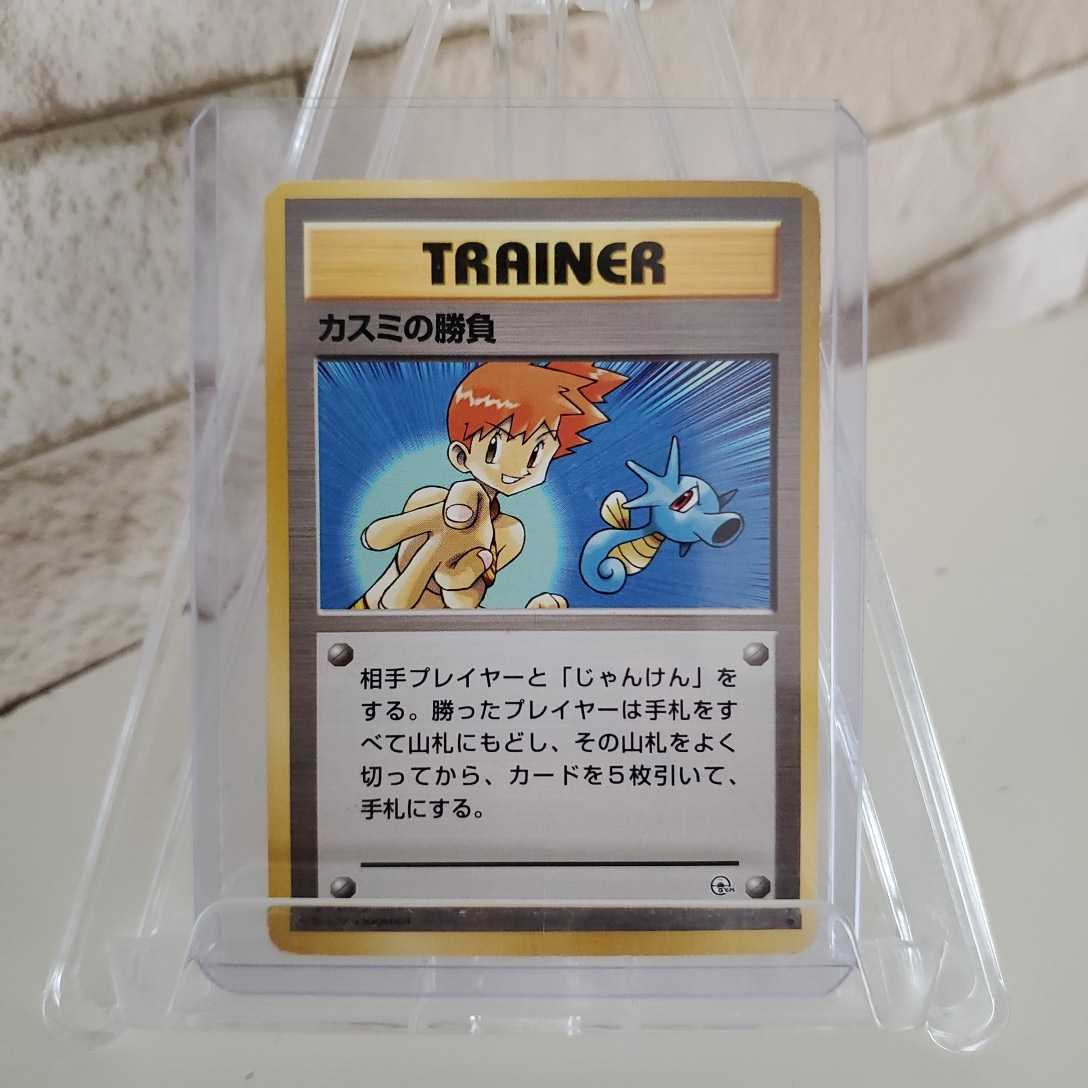 TRAINER
カスミの勝負
相手プレイヤーと「じゃんけん」を
する。勝ったプレイヤーは手札をす
べて山札にもどし、その山札をよく
切ってから、カードを5枚引いて、
手札にする。